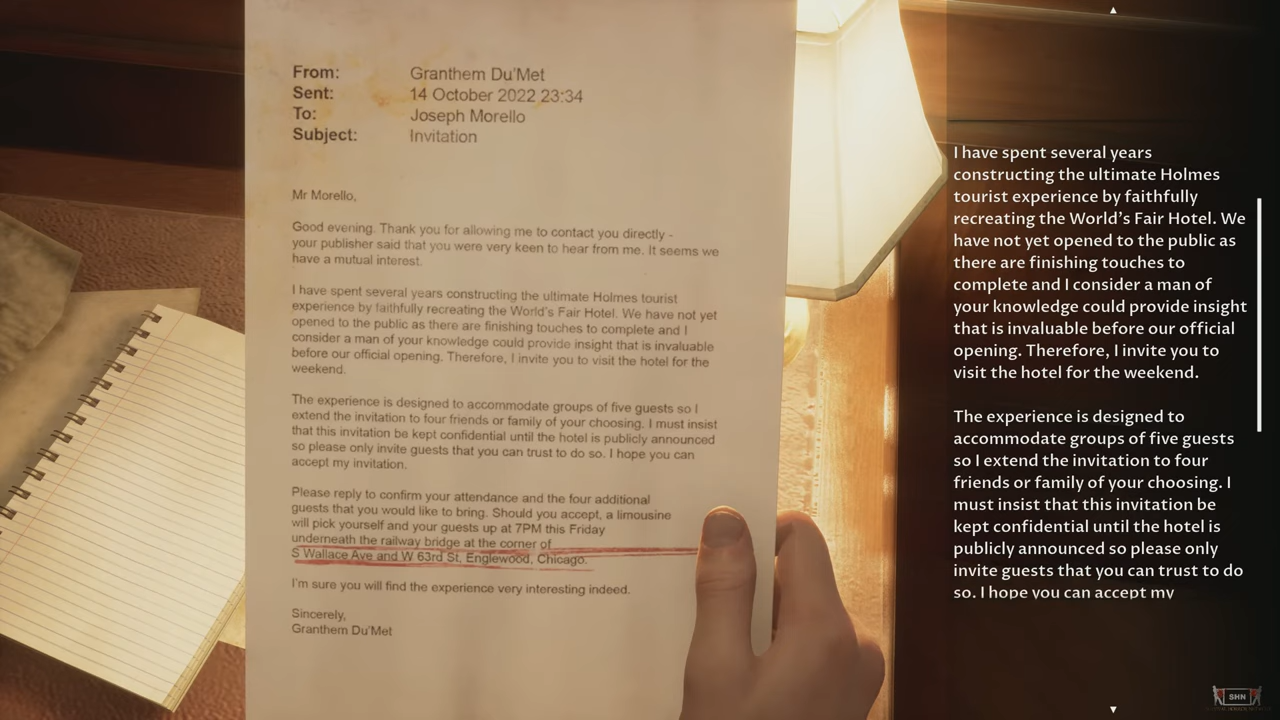 From: Granthem Du'Met
Sent: 14 October 2022 23:34
To: Joseph Morello
Subject: Invitation
Mr Morello,
Good evening. Thank you for allowing me to contact you directly -
your publisher said that you were very keen to hear from me. It seems we
have a mutual interest.
I have spent several years constructing the ultimate Holmes tourist
experience by faithfully recreating the World's Fair Hotel. We have not yet
opened to the public as there are finishing touches to complete and I
consider a man of your knowledge could provide insight that is invaluable
before our official opening. Therefore, I invite you to visit the hotel for the
weekend.
The experience is designed to accommodate groups of five guests so I
extend the invitation to four friends or family of your choosing. I must insist
that this invitation be kept confidential until the hotel is publicly announced
so please only invite guests that you can trust to do so. I hope you can
accept my invitation.
Please reply to confirm your attendance and the four additional
guests that you would like to bring. Should you accept, a limousine
will pick yourself and your guests up at 7PM this Friday
underneath the railway bridge at the corner of
S Wallace Ave and W 63rd St, Englewood, Chicago.
I'm sure you will find the experience very interesting indeed.
Sincerely,
Granthem Du'Met
I have spent several years
constructing the ultimate Holmes
tourist experience by faithfully
recreating the World's Fair Hotel. We
have not yet opened to the public as
there are finishing touches to
complete and I consider a man of
your knowledge could provide insight
that is invaluable before our official
opening. Therefore, I invite you to
visit the hotel for the weekend.
The experience is designed to
accommodate groups of five guests
so I extend the invitation to four
friends or family of your choosing. I
must insist that this invitation be
kept confidential until the hotel is
publicly announced so please only
invite guests that you can trust to do
so. I hope you can accept my
SHN